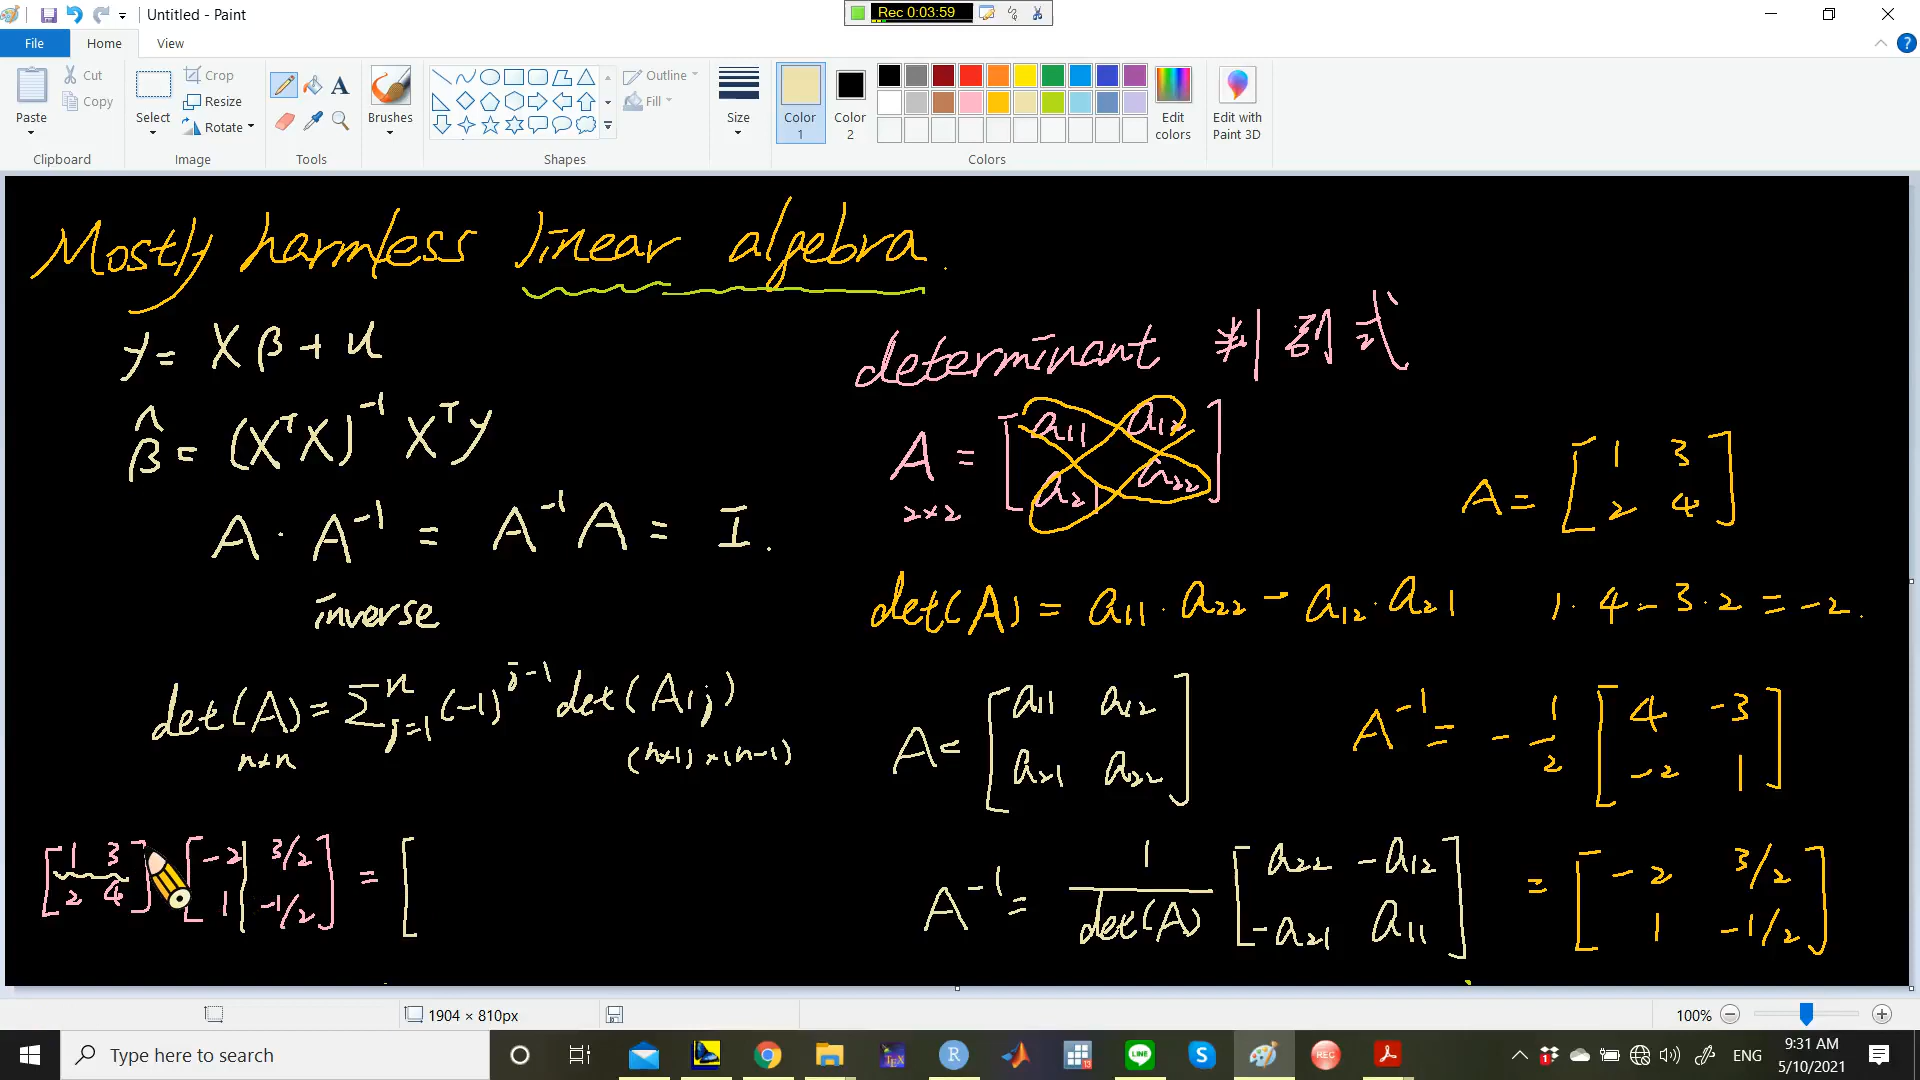 Untitled - Paint
Rec 0:03:59
File Home View
Paste Cut Copy Select Crop Resize Rotate Brushes Outline Fill Size Color 1 Color 2 Edit colors Edit with Paint 3D
Clipboard Image Tools Shapes Colors
Mostly harmless linear algebra.
y = Xβ + u
β̂ = (XᵀX)⁻¹ Xᵀy
A · A⁻¹ = A⁻¹A = I.
inverse
det(A) = Σⁿⱼ₌₁ (-1)ʲ⁻¹ det(A₁ⱼ)
n×n (n-1)×(n-1)
[1 3; 2 4] [-2 3/2; 1 -1/2] = [
determinant 判别式
A = [a₁₁ a₁₂; a₂₁ a₂₂]
2×2
A = [1 3; 2 4]
det(A) = a₁₁·a₂₂ - a₁₂·a₂₁ 1·4 - 3·2 = -2.
A = [a₁₁ a₁₂; a₂₁ a₂₂]
A⁻¹ = -1/2 [4 -3; -2 1]
A⁻¹ = 1/det(A) [a₂₂ -a₁₂; -a₂₁ a₁₁] = [-2 3/2; 1 -1/2]
1904 × 810px 100%
Type here to search
ENG 9:31 AM
5/10/2021